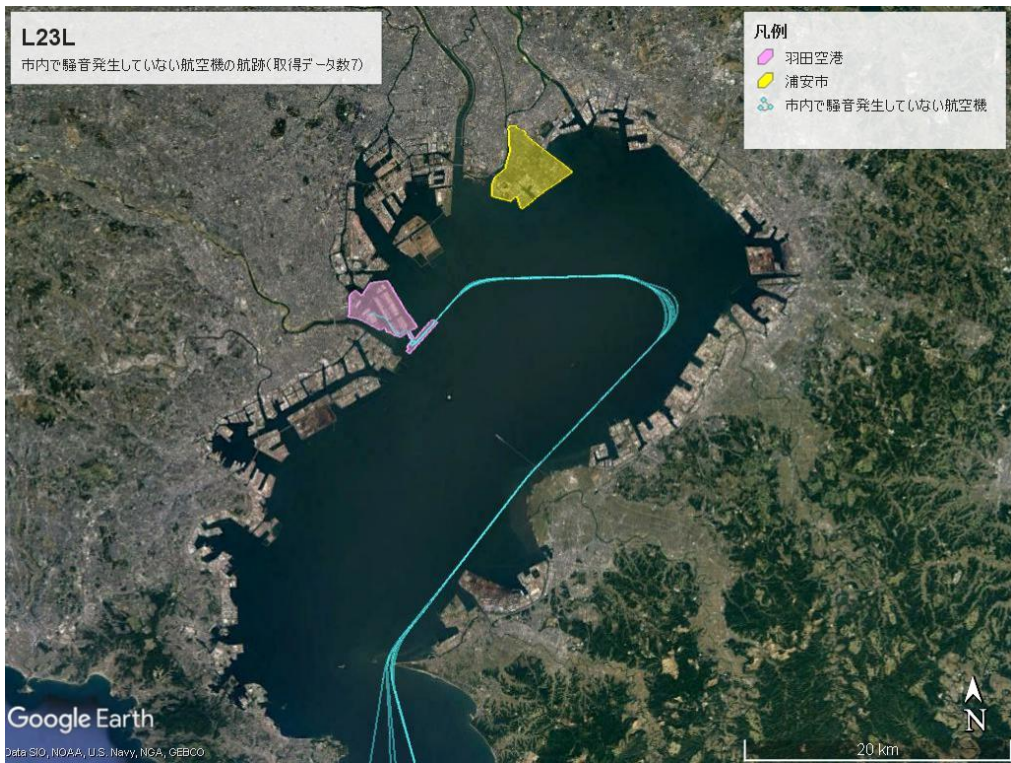 L23L
市内で騒音発生していない航空機の航跡(取得データ数7)
凡例
羽田空港
浦安市
市内で騒音発生していない航空機
Google Earth
Data SIO, NOAA, U.S. Navy, NGA, GEBCO
N
20 km